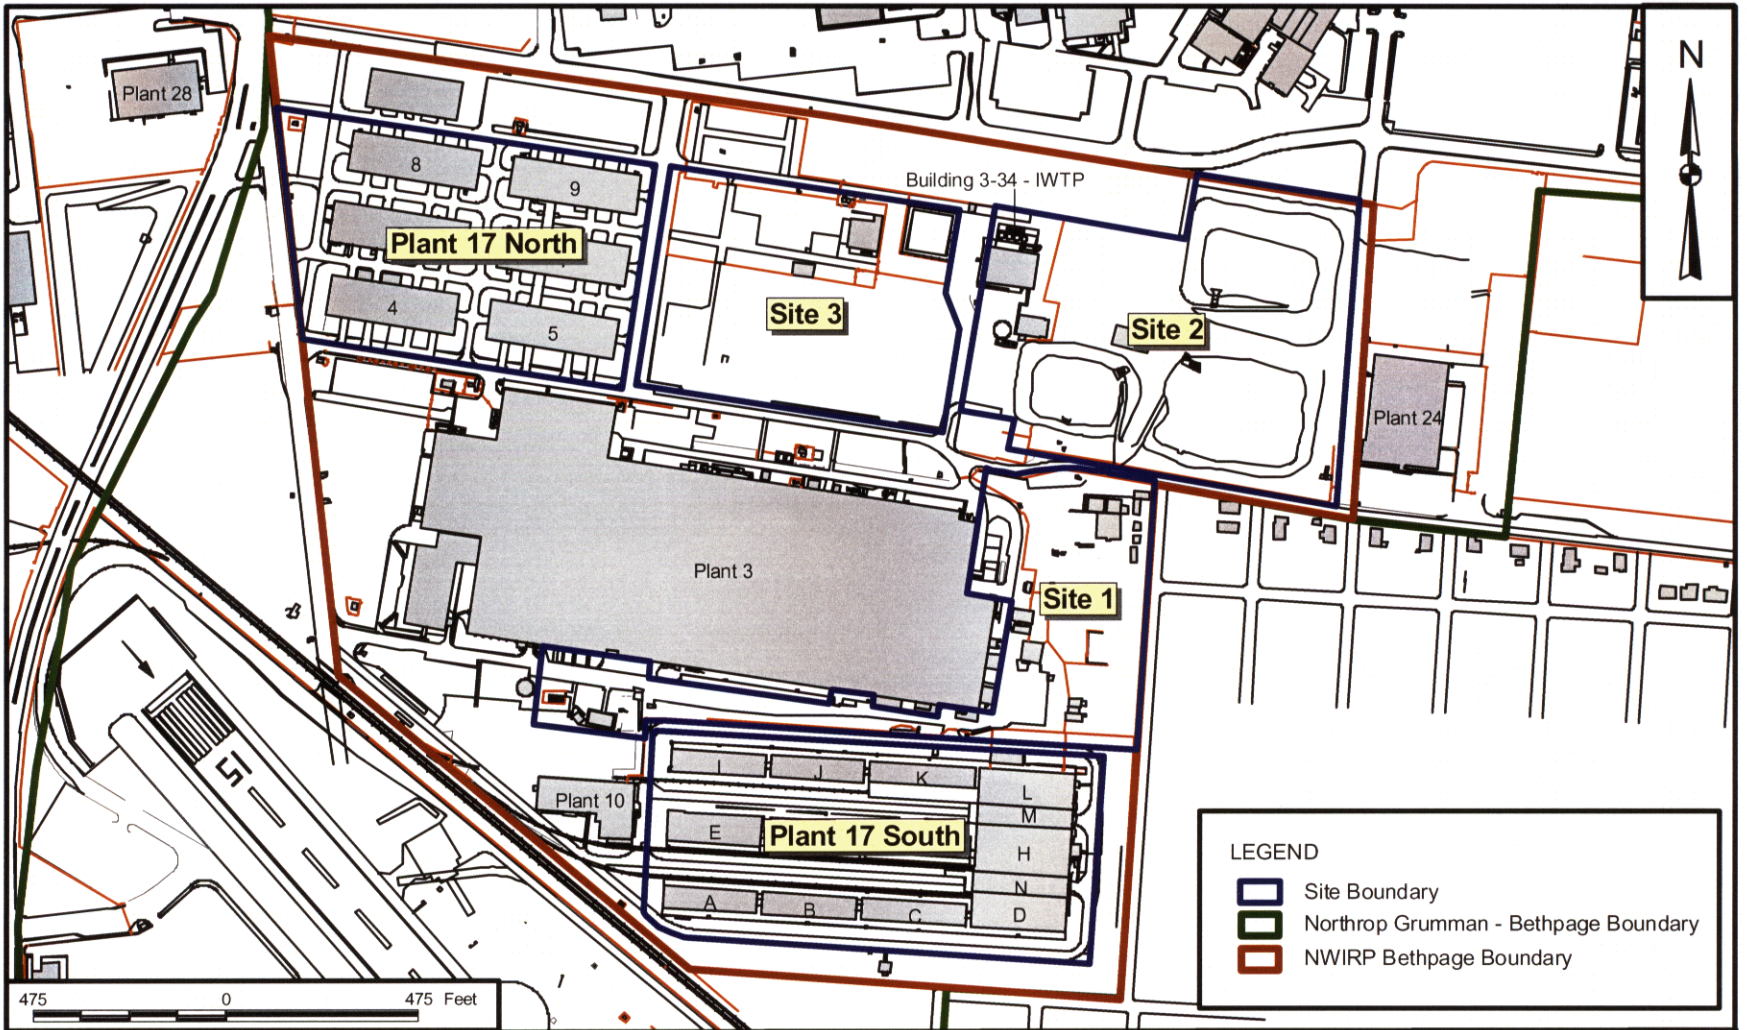 N
Plant 28
8
9
Building 3-34 - IWTP
Plant 17 North
4
5
Site 3
Site 2
Plant 24
Plant 3
Site 1
I
J
K
L
M
Plant 10
E
Plant 17 South
H
N
A
B
C
D
LEGEND
Site Boundary
Northrop Grumman - Bethpage Boundary
NWIRP Bethpage Boundary
475 0 475 Feet